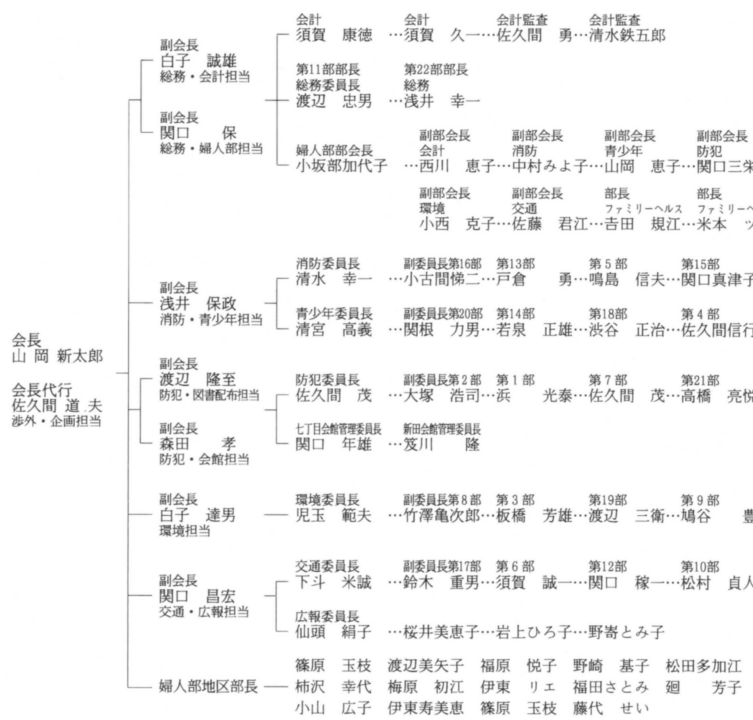 会計 会計 会計監査 会計監査
須賀 康徳 …須賀 久一…佐久間 勇…清水鉄五郎
副会長
白子 誠雄
総務・会計担当
第11部部長 第22部部長
総務委員長 総務
渡辺 忠男 …浅井 幸一
副会長
関口 保
総務・婦人部担当
副部会長 副部会長 副部会長 副部会長
婦人部部会長 会計 消防 青少年 防犯
小坂部加代子 …西川 恵子…中村みよ子…山岡 恵子…関口三栄
副部会長 副部会長 部長 部長
環境 交通 ファミリーヘルス ファミリーヘ
小西 克子…佐藤 君江…吉田 規江…米本 ッ
消防委員長 副委員長第16部 第13部 第5部 第15部
清水 幸一 …小古間悌二…戸倉 勇…鳴島 信夫…関口真津子
副会長
浅井 保政
消防・青少年担当
青少年委員長 副委員長第20部 第14部 第18部 第4部
清宮 高義 …関根 力男…若泉 正雄…渋谷 正治…佐久間信行
会長
山岡 新太郎
会長代行
佐久間 道夫
渉外・企画担当
副会長
渡辺 隆至
防犯・図書配布担当
防犯委員長 副委員長第2部 第1部 第7部 第21部
佐久間 茂 …大塚 浩司…浜 光泰…佐久間 茂…高橋 亮悦
副会長
森田 孝
防犯・会館担当
七丁目会館管理委員長 新田会館管理委員長
関口 年雄 …笈川 隆
副会長
白子 達男
環境担当
環境委員長 副委員長第8部 第3部 第19部 第9部
児玉 範夫 …竹澤亀次郎…板橋 芳雄…渡辺 三衛…鳩谷 豊
交通委員長 副委員長第17部 第6部 第12部 第10部
下斗 米誠 …鈴木 重男…須賀 誠一…関口 稼一…松村 貞人
副会長
関口 昌宏
交通・広報担当
広報委員長
仙頭 絹子 …桜井美恵子…岩上ひろ子…野嵜とみ子
篠原 玉枝 渡辺美矢子 福原 悦子 野崎 基子 松田多加江
婦人部地区部長 柿沢 幸代 梅原 初江 伊東 リエ 福田さとみ 廻 芳子
小山 広子 伊東寿美恵 篠原 玉枝 藤代 せい